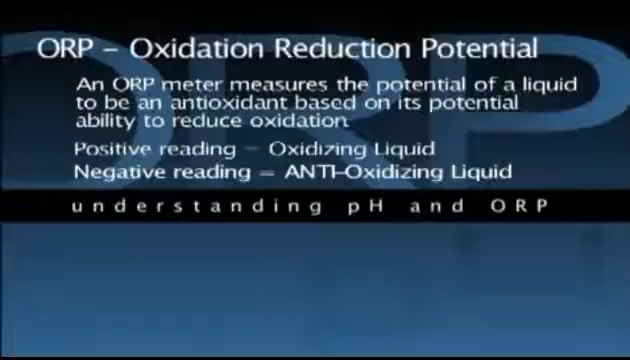 ORP – Oxidation Reduction Potential
An ORP meter measures the potential of a liquid
to be an antioxidant based on its potential
ability to reduce oxidation.
Positive reading = Oxidizing Liquid
Negative reading = ANTI-Oxidizing Liquid
understanding pH and ORP
ORP